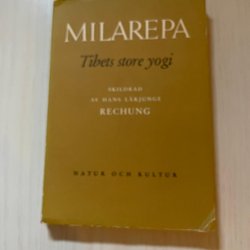 MILAREPA
Tibets store yogi
SKILDRAD
AV HANS LÄRJUNGE
RECHUNG
NATUR OCH KULTUR